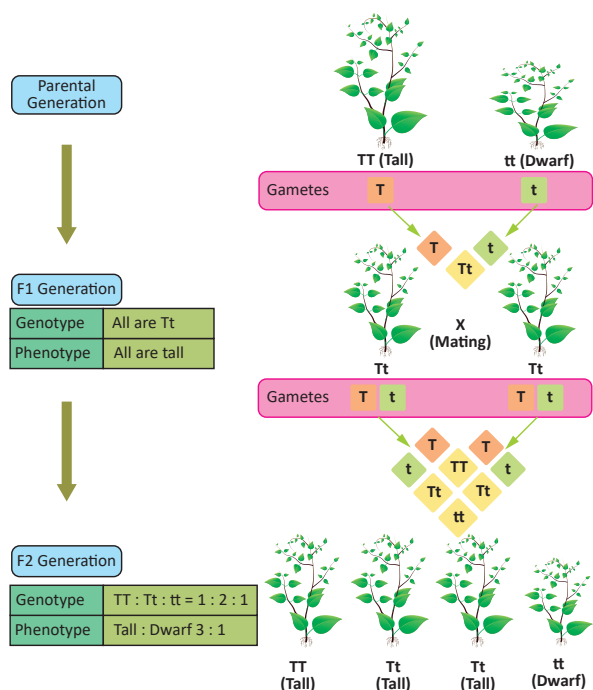 Parental
Generation
TT (Tall)
tt (Dwarf)
Gametes
T
t
T
t
Tt
F1 Generation
Genotype All are Tt
Phenotype All are tall
X
(Mating)
Tt
Tt
Gametes
T t
T t
T
T
t
TT
t
Tt
Tt
tt
F2 Generation
Genotype TT : Tt : tt = 1 : 2 : 1
Phenotype Tall : Dwarf 3 : 1
TT
(Tall)
Tt
(Tall)
Tt
(Tall)
tt
(Dwarf)